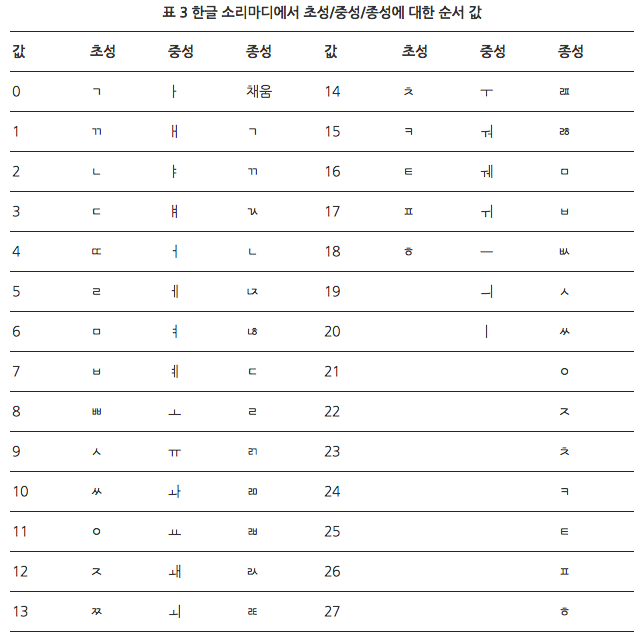 표 3 한글 소리마디에서 초성/중성/종성에 대한 순서 값
값 초성 중성 종성 값 초성 중성 종성
0 ㄱ ㅏ 채움 14 ㅊ ㅜ ㄿ
1 ㄲ ㅐ ㄱ 15 ㅋ ㅝ ㅀ
2 ㄴ ㅑ ㄲ 16 ㅌ ㅞ ㅁ
3 ㄷ ㅒ ㄳ 17 ㅍ ㅟ ㅂ
4 ㄸ ㅓ ㄴ 18 ㅎ ㅡ ㅄ
5 ㄹ ㅔ ㄵ 19 ㅢ ㅅ
6 ㅁ ㅕ ㄶ 20 ㅣ ㅆ
7 ㅂ ㅖ ㄷ 21 ㅇ
8 ㅃ ㅗ ㄹ 22 ㅈ
9 ㅅ ㅠ ㄺ 23 ㅊ
10 ㅆ ㅘ ㄻ 24 ㅋ
11 ㅇ ㅛ ㄼ 25 ㅌ
12 ㅈ ㅙ ㄽ 26 ㅍ
13 ㅉ ㅚ ㄾ 27 ㅎ